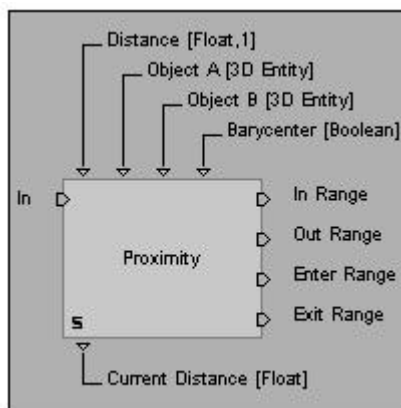 Distance [Float,1]
Object A [3D Entity]
Object B [3D Entity]
Barycenter [Boolean]
In
In Range
Out Range
Proximity
Enter Range
Exit Range
s
Current Distance [Float]